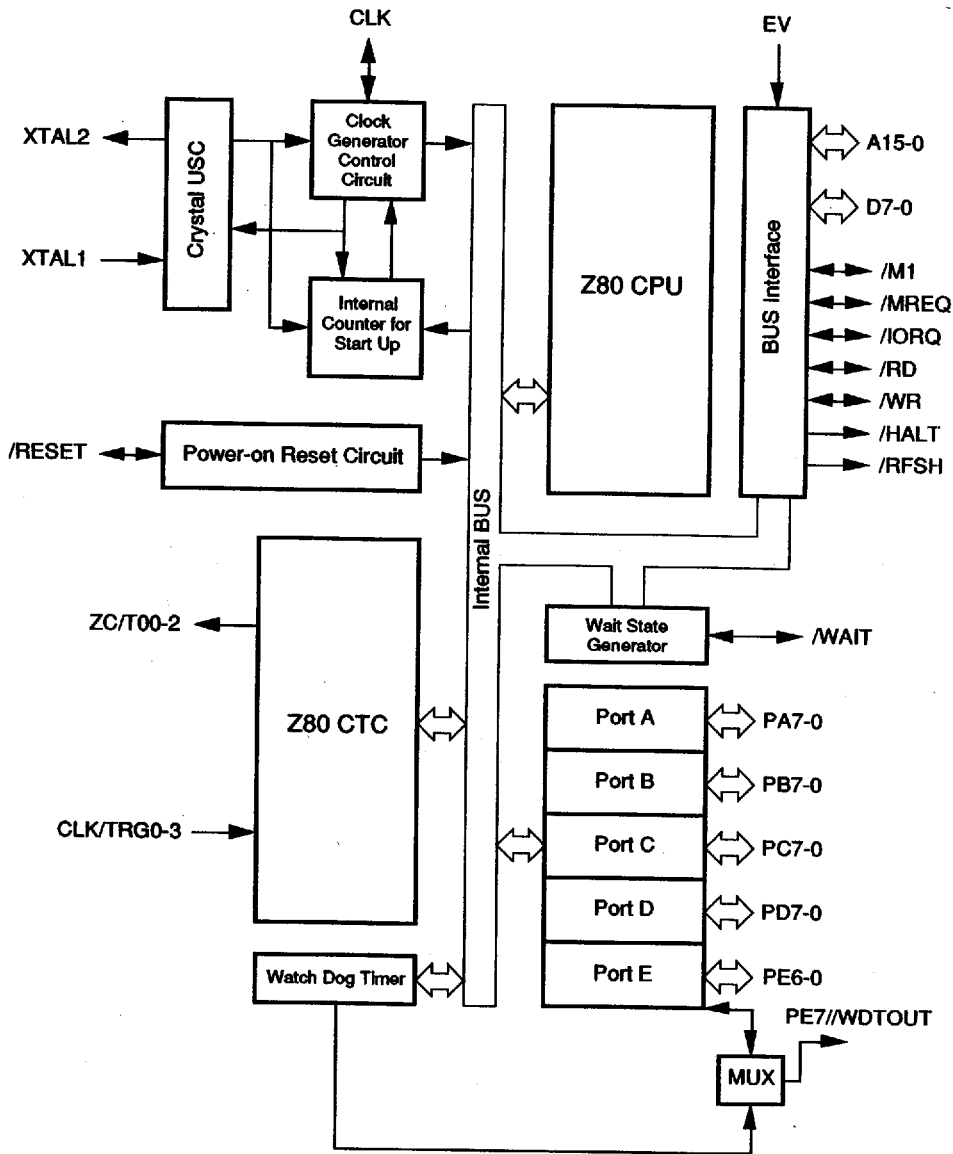 CLK
EV
XTAL2
XTAL1
Crystal USC
Clock
Generator
Control
Circuit
Internal
Counter for
Start Up
Z80 CPU
BUS Interface
A15-0
D7-0
/M1
/MREQ
/IORQ
/RD
/WR
/HALT
/RFSH
/RESET
Power-on Reset Circuit
Internal BUS
ZC/T00-2
Z80 CTC
CLK/TRG0-3
Wait State
Generator
/WAIT
Port A
PA7-0
Port B
PB7-0
Port C
PC7-0
Port D
PD7-0
Port E
PE6-0
Watch Dog Timer
PE7//WDTOUT
MUX